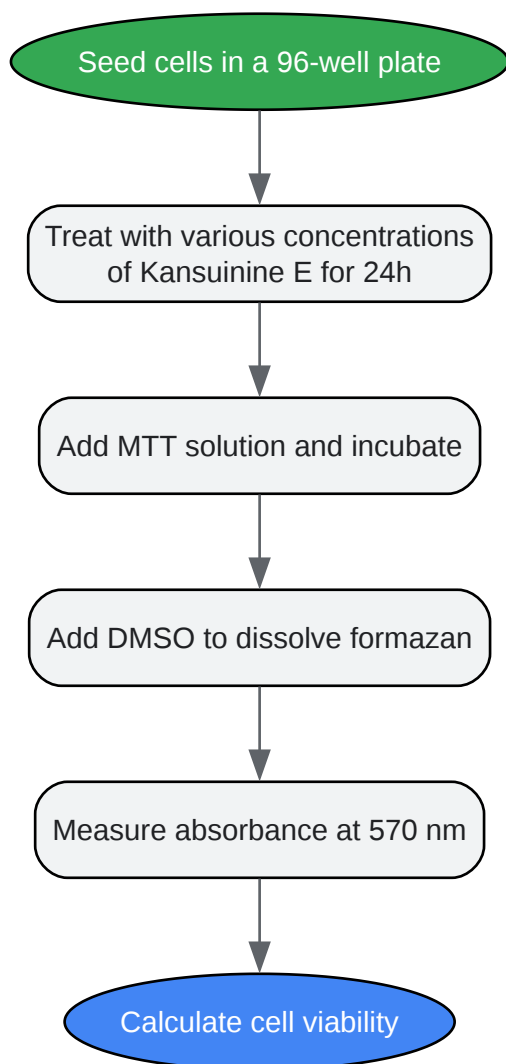 Seed cells in a 96-well plate
Treat with various concentrations
of Kansuinine E for 24h
Add MTT solution and incubate
Add DMSO to dissolve formazan
Measure absorbance at 570 nm
Calculate cell viability